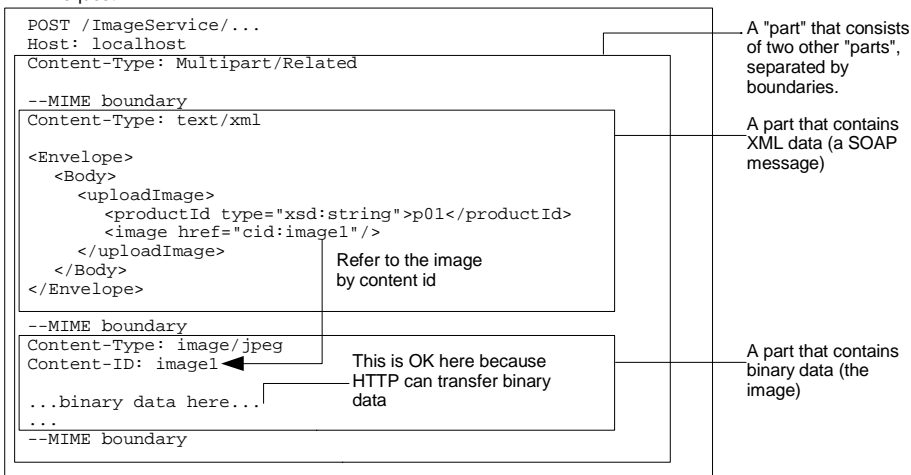 POST /ImageService/...
Host: localhost
Content-Type: Multipart/Related
--MIME boundary
Content-Type: text/xml
<Envelope>
<Body>
<uploadImage>
<productId type="xsd:string">p01</productId>
<image href="cid:image1"/>
</uploadImage>
</Body>
</Envelope>
Refer to the image
by content id
--MIME boundary
Content-Type: image/jpeg
Content-ID: image1
...binary data here...
...
--MIME boundary
This is OK here because
HTTP can transfer binary
data
A "part" that consists
of two other "parts",
separated by
boundaries.
A part that contains
XML data (a SOAP
message)
A part that contains
binary data (the
image)